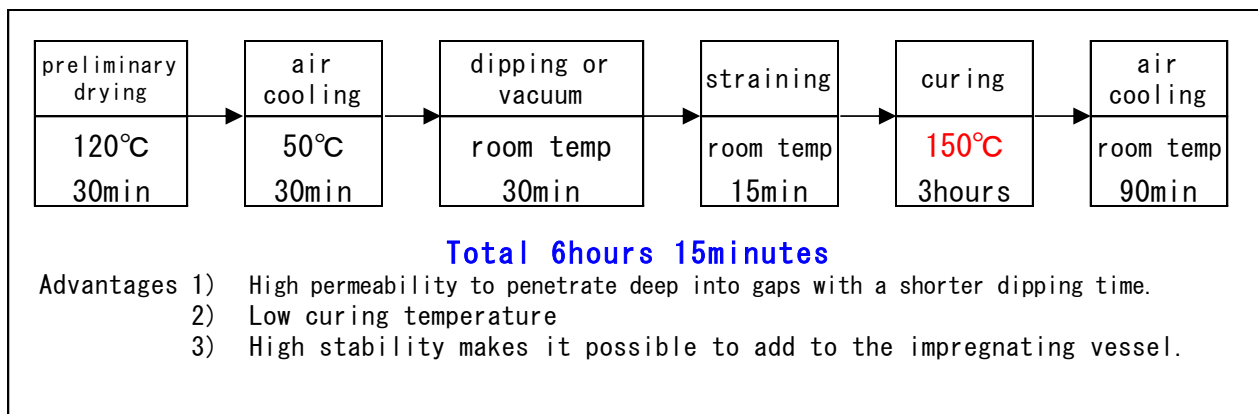 preliminary
drying
120℃
30min
air
cooling
50℃
30min
dipping or
vacuum
room temp
30min
straining
room temp
15min
curing
150℃
3hours
air
cooling
room temp
90min
Total 6hours 15minutes
Advantages 1) High permeability to penetrate deep into gaps with a shorter dipping time.
2) Low curing temperature
3) High stability makes it possible to add to the impregnating vessel.